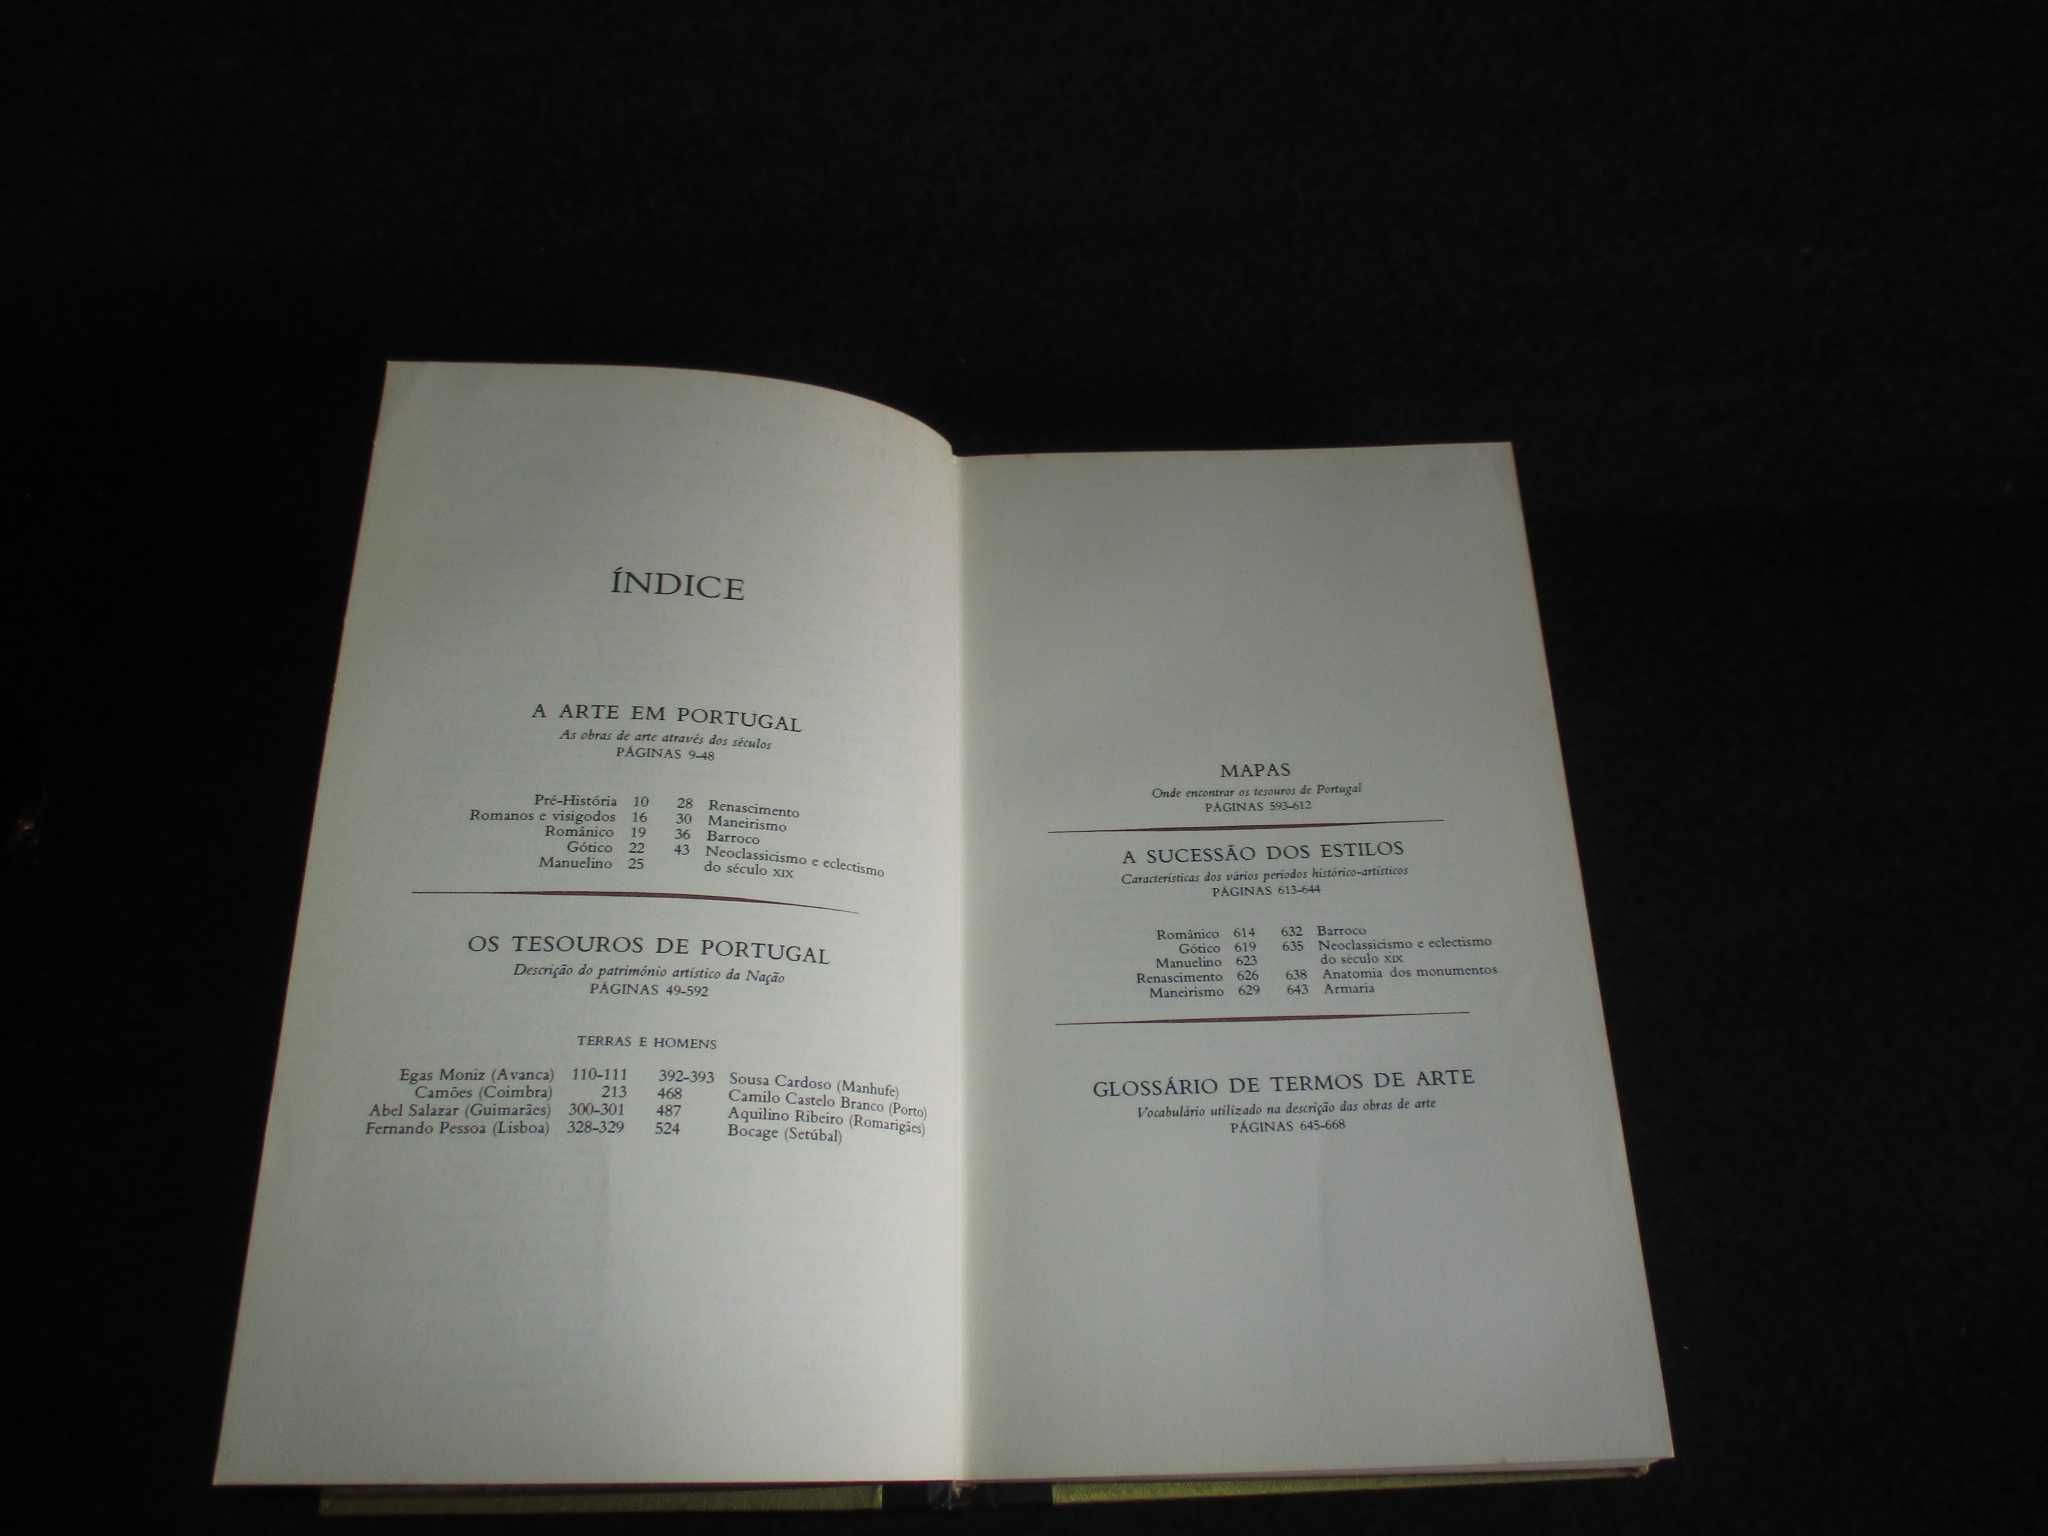 ÍNDICE
A ARTE EM PORTUGAL
As obras de arte através dos séculos
PÁGINAS 9-48
Pré-História 10 28 Renascimento
Romanos e visigodos 16 30 Maneirismo
Românico 19 36 Barroco
Gótico 22 43 Neoclassicismo e eclectismo
Manuelino 25 do século XIX
OS TESOUROS DE PORTUGAL
Descrição do património artístico da Nação
PÁGINAS 49-592
TERRAS E HOMENS
Egas Moniz (Avanca) 110-111 392-393 Sousa Cardoso (Manhufe)
Camões (Coimbra) 213 468 Camilo Castelo Branco (Porto)
Abel Salazar (Guimarães) 300-301 487 Aquilino Ribeiro (Romarigães)
Fernando Pessoa (Lisboa) 328-329 524 Bocage (Setúbal)
MAPAS
Onde encontrar os tesouros de Portugal
PÁGINAS 593-612
A SUCESSÃO DOS ESTILOS
Características dos vários períodos histórico-artísticos
PÁGINAS 613-644
Românico 614 632 Barroco
Gótico 619 635 Neoclassicismo e eclectismo
Manuelino 623 do século XIX
Renascimento 626 638 Anatomia dos monumentos
Maneirismo 629 643 Armaria
GLOSSÁRIO DE TERMOS DE ARTE
Vocabulário utilizado na descrição das obras de arte
PÁGINAS 645-668